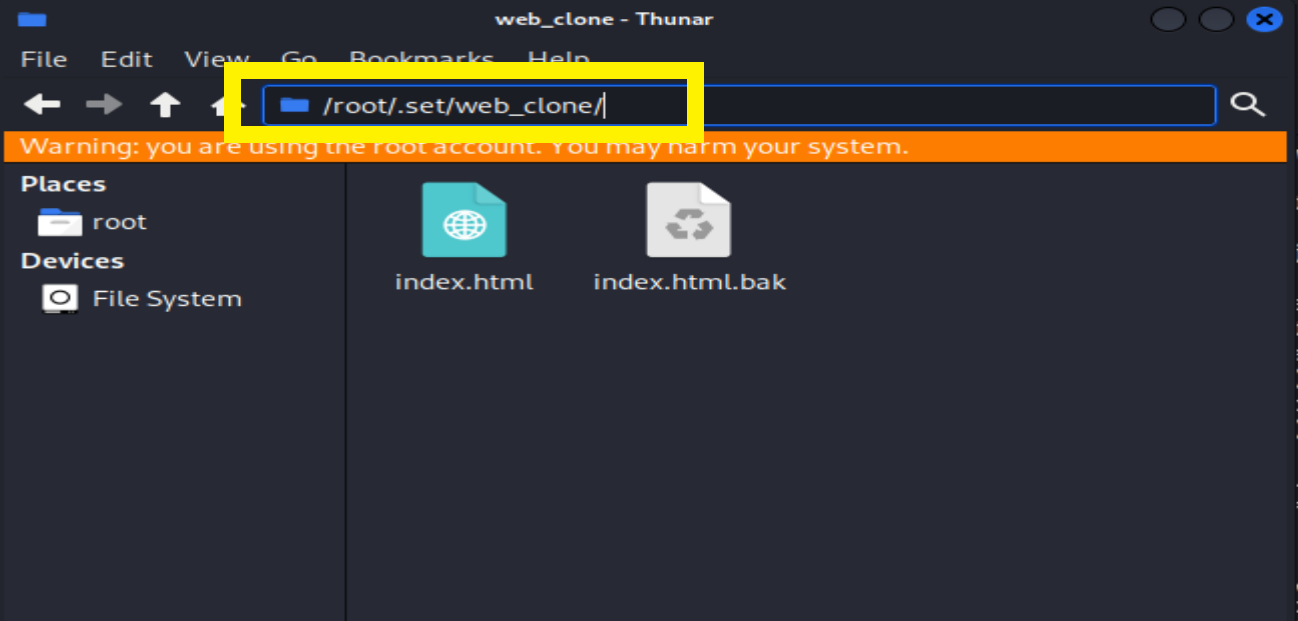 web_clone - Thunar
File Edit View Go Bookmarks Help
/root/.set/web_clone/
Warning: you are using the root account. You may harm your system.
Places
root
Devices
File System
index.html
index.html.bak